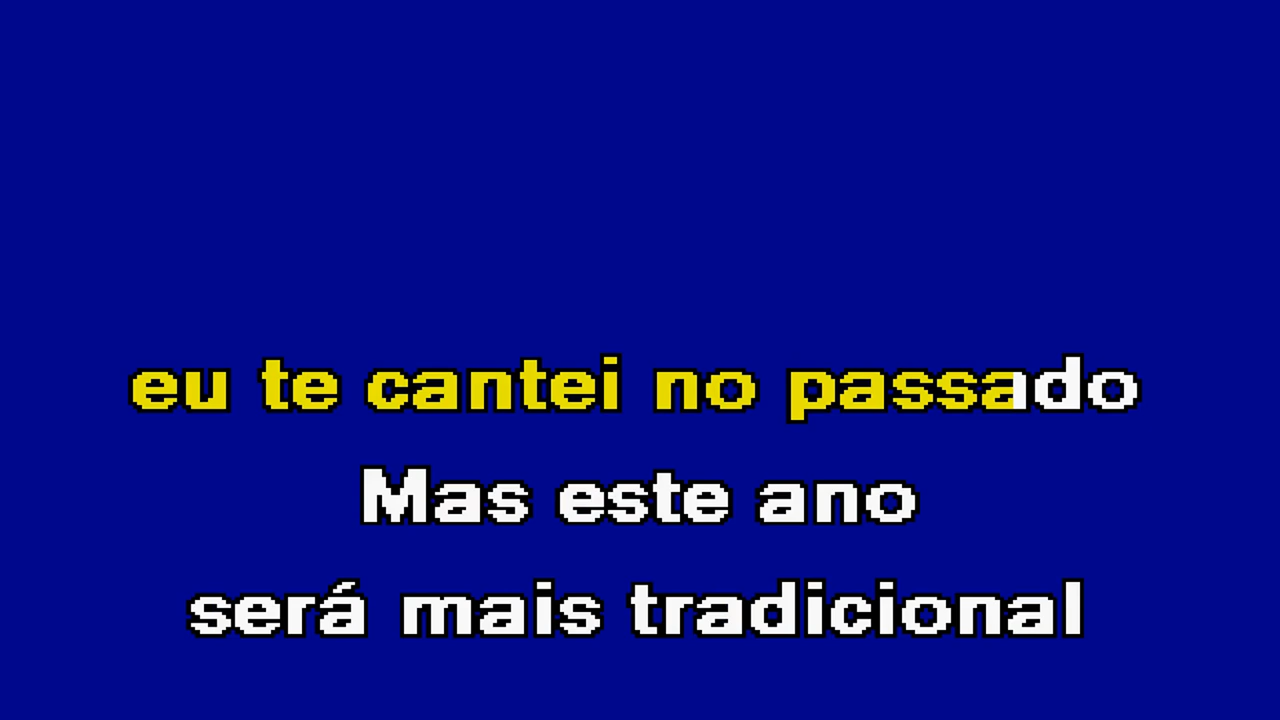 eu te cantei no passado
Mas este ano
será mais tradicional